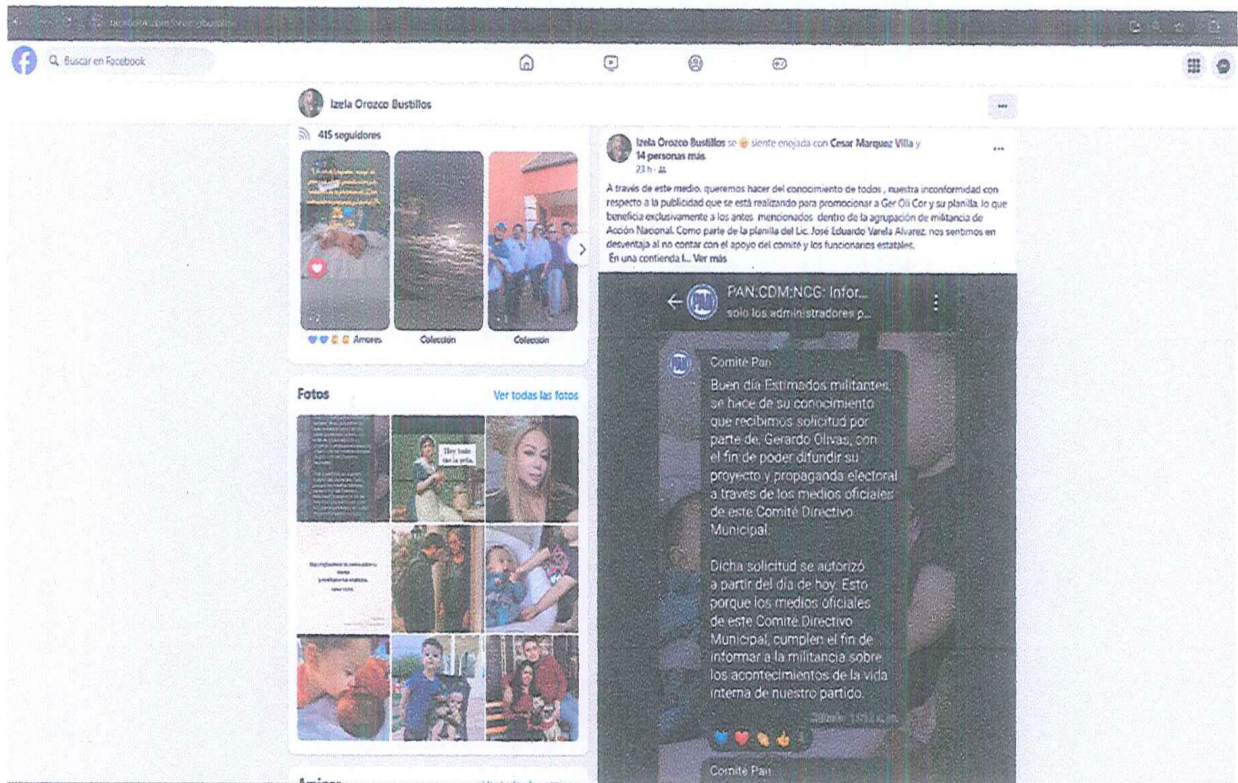 Buscar en Facebook
Izela Orozco Bustillos
415 seguidores
Amores
Colección
Colección
Fotos
Ver todas las fotos
Hoy todo
Amigos
Izela Orozco Bustillos se siente enojada con Cesar Marquez Villa y
14 personas más.
23 h
A través de este medio, queremos hacer del conocimiento de todos , nuestra inconformidad con
respecto a la publicidad que se está realizando para promocionar a Ger Oli Cor y su planilla, lo que
beneficia exclusivamente a los antes mencionados dentro de la agrupación de militancia de
Acción Nacional. Como parte de la planilla del Lic. José Eduardo Varela Alvarez, nos sentimos en
desventaja al no contar con el apoyo del comité y los funcionarios estatales.
En una contienda l... Ver más
PAN:CDM:NCG: Infor...
solo los administradores p...
PAN
Comité Pan
Buen día Estimados militantes,
se hace de su conocimiento
que recibimos solicitud por
parte de, Gerardo Olivas, con
el fin de poder difundir su
proyecto y propaganda electoral
a través de los medios oficiales
de este Comité Directivo
Municipal.
Dicha solicitud se autorizó
a partir del día de hoy. Esto
porque los medios oficiales
de este Comité Directivo
Municipal, cumplen el fin de
informar a la militancia sobre
los acontecimientos de la vida
interna de nuestro partido.
Comité Pan